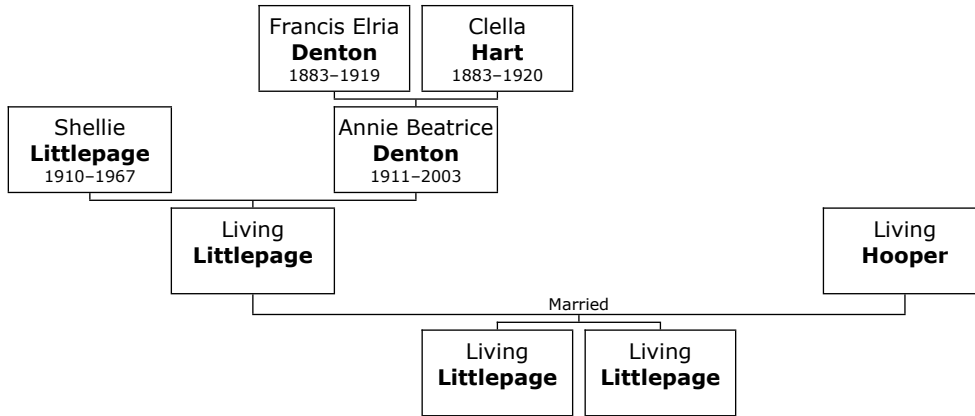 Francis Elria
Denton
1883–1919
Clella
Hart
1883–1920
Shellie
Littlepage
1910–1967
Annie Beatrice
Denton
1911–2003
Living
Littlepage
Living
Hooper
Married
Living
Littlepage
Living
Littlepage